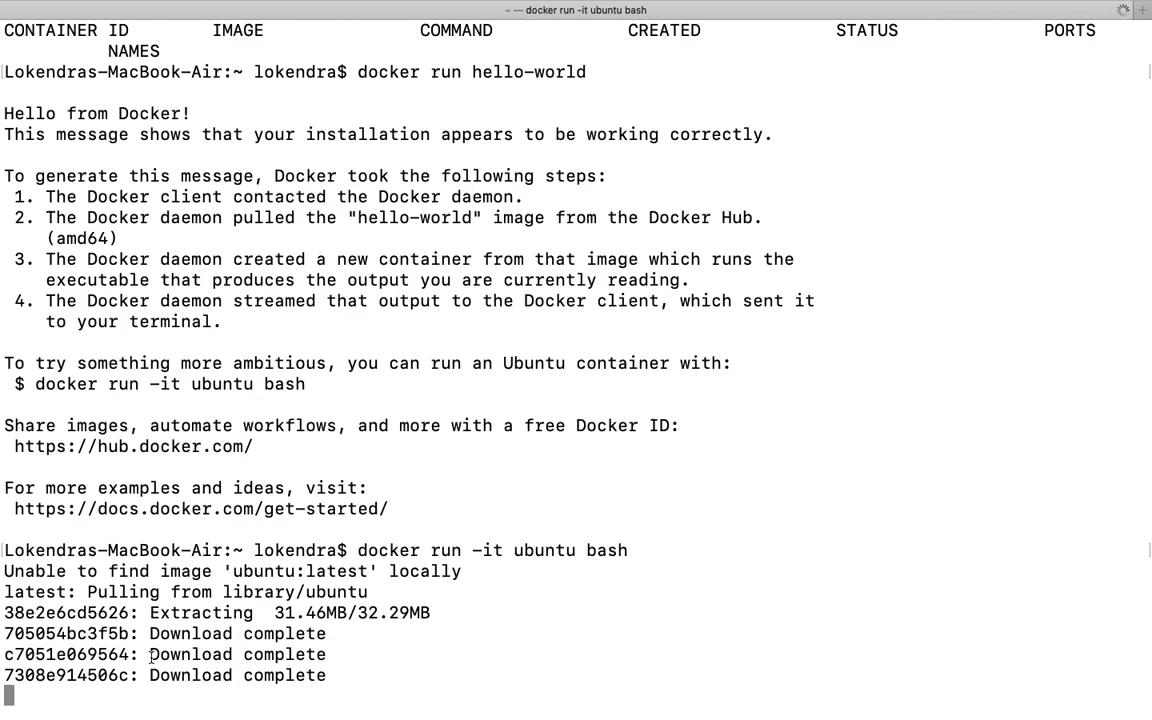 ~ — docker run -it ubuntu bash
CONTAINER ID        IMAGE               COMMAND             CREATED             STATUS              PORTS
          NAMES
Lokendras-MacBook-Air:~ lokendra$ docker run hello-world
Hello from Docker!
This message shows that your installation appears to be working correctly.
To generate this message, Docker took the following steps:
 1. The Docker client contacted the Docker daemon.
 2. The Docker daemon pulled the "hello-world" image from the Docker Hub.
    (amd64)
 3. The Docker daemon created a new container from that image which runs the
    executable that produces the output you are currently reading.
 4. The Docker daemon streamed that output to the Docker client, which sent it
    to your terminal.
To try something more ambitious, you can run an Ubuntu container with:
 $ docker run -it ubuntu bash
Share images, automate workflows, and more with a free Docker ID:
 https://hub.docker.com/
For more examples and ideas, visit:
 https://docs.docker.com/get-started/
Lokendras-MacBook-Air:~ lokendra$ docker run -it ubuntu bash
Unable to find image 'ubuntu:latest' locally
latest: Pulling from library/ubuntu
38e2e6cd5626: Extracting  31.46MB/32.29MB
705054bc3f5b: Download complete
c7051e069564: Download complete
7308e914506c: Download complete